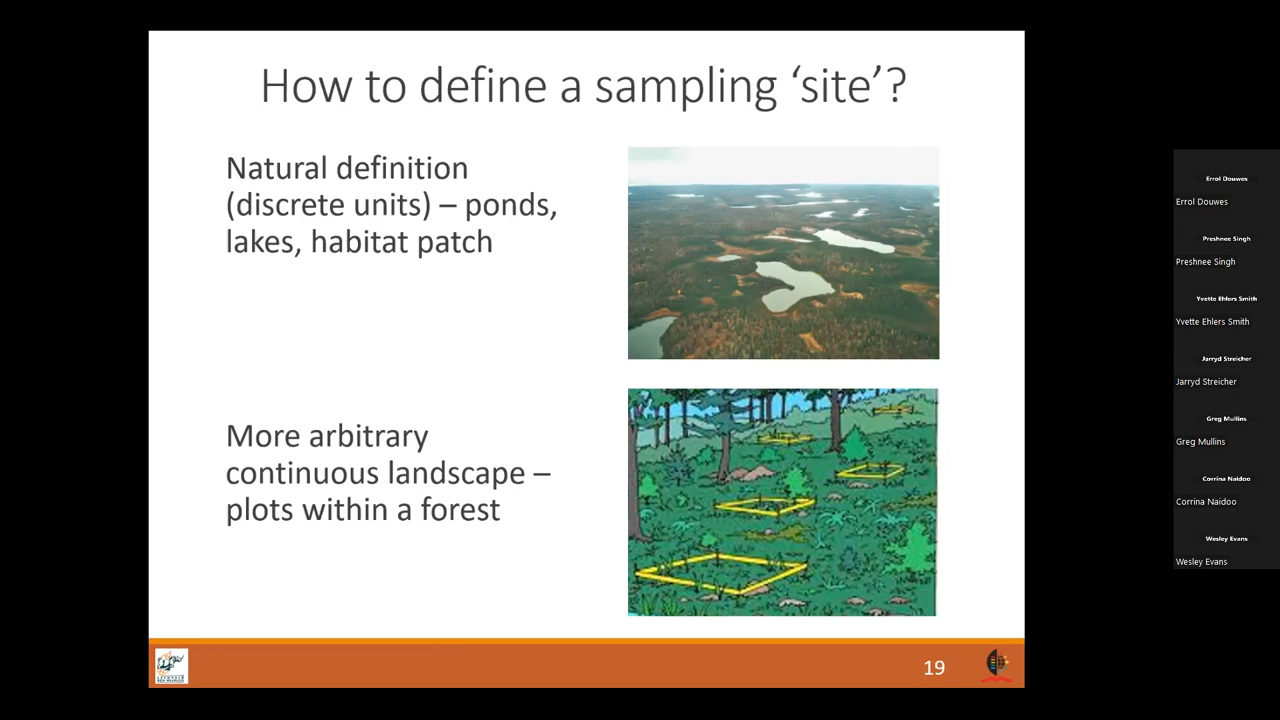 How to define a sampling ‘site’?
Natural definition
(discrete units) – ponds,
lakes, habitat patch
More arbitrary
continuous landscape –
plots within a forest
19
Errol Douwes
Errol Douwes
Preshnee Singh
Preshnee Singh
Yvette Ehlers Smith
Yvette Ehlers Smith
Jarryd Streicher
Jarryd Streicher
Greg Mullins
Greg Mullins
Corrina Naidoo
Corrina Naidoo
Wesley Evans
Wesley Evans